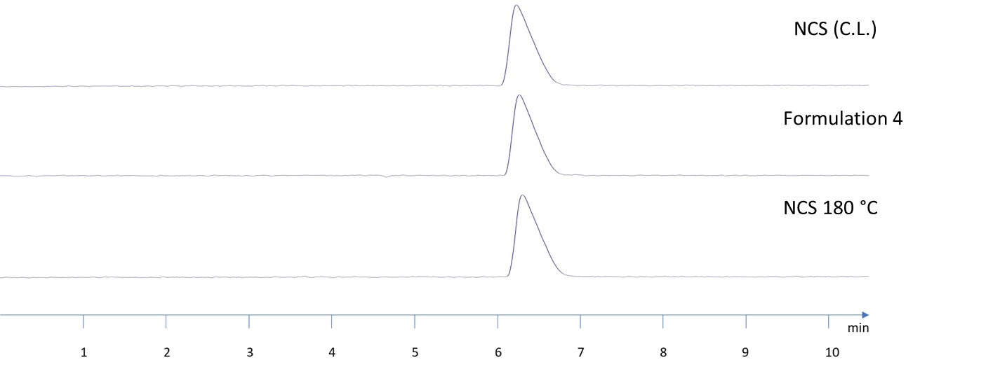 NCS (C.L.)
Formulation 4
NCS 180 °C
min
1 2 3 4 5 6 7 8 9 10